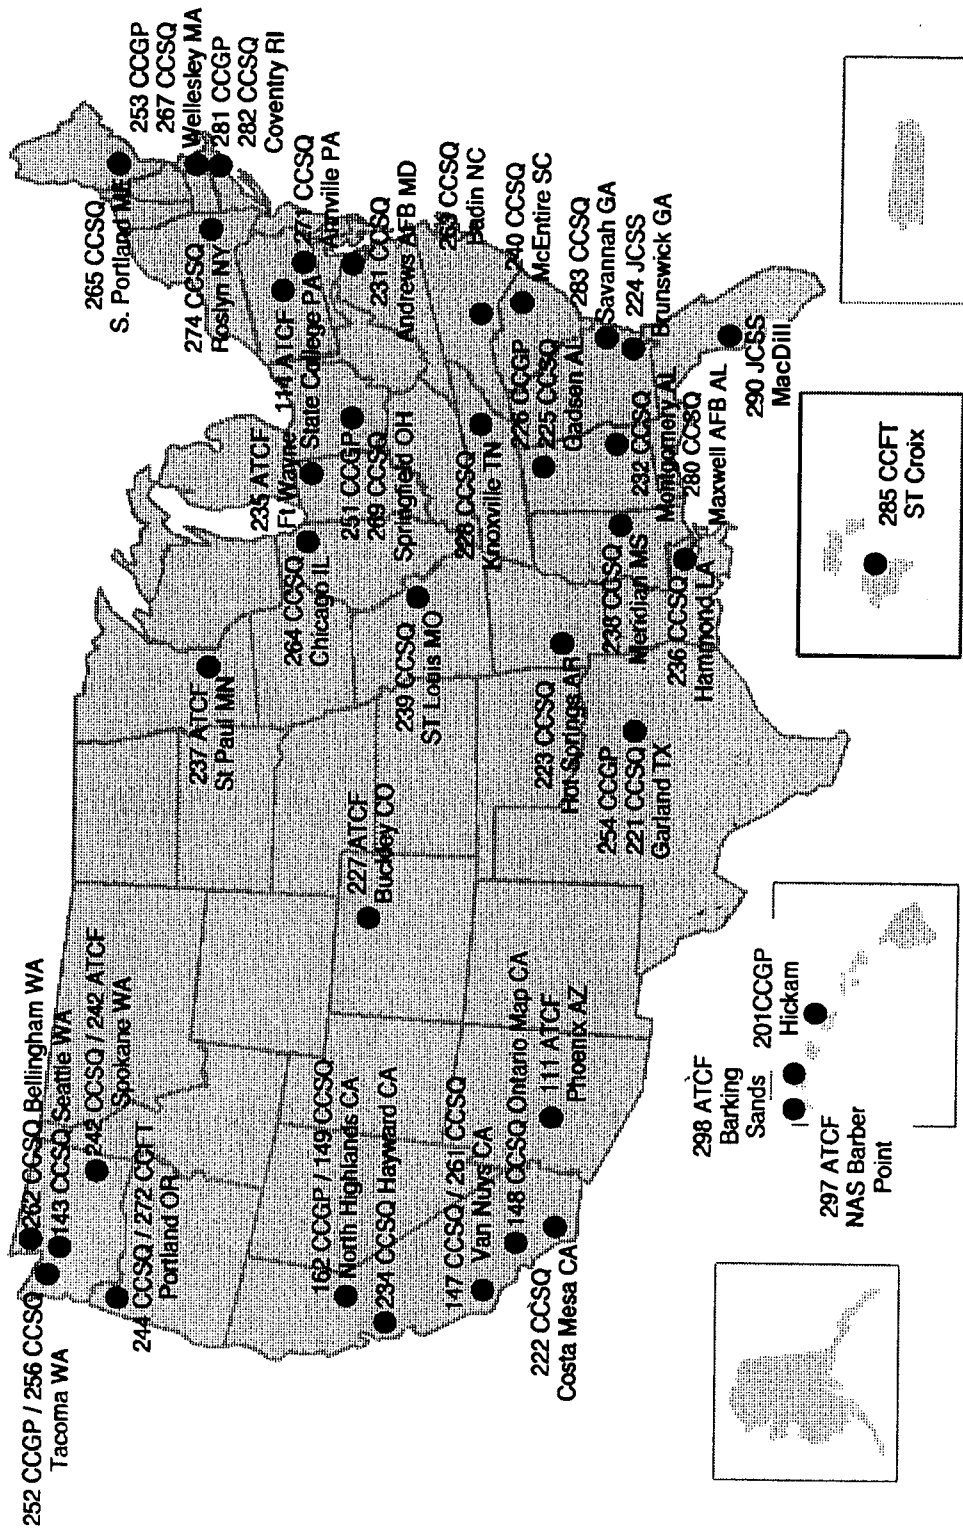 252 CCGP / 256 CCSQ
Tacoma WA
262 CCSQ Bellingham WA
143 CCSQ Seattle WA
242 CCSQ / 242 ATCF
Spokane WA
244 CCSQ / 272 CCFT
Portland OR
162 CCGP / 149 CCSQ
North Highlands CA
234 CCSQ Hayward CA
147 CCSQ / 261 CCSQ
Van Nuys CA
148 CCSQ Ontario Map CA
222 CCSQ
Costa Mesa CA
111 ATCF
Phoenix AZ
227 ATCF
Buckley CO
237 ATCF
St Paul MN
264 CCSQ
Chicago IL
239 CCSQ
ST Louis MO
223 CCSQ
Hot Springs AR
254 CCGP
221 CCSQ
Garland TX
235 ATCF
Ft Wayne
114 ATCF
State College PA
251 CCGP
269 CCSQ
Springfield OH
228 CCSQ
Knoxville TN
226 CCGP
225 CCSQ
Gadsen AL
232 CCSQ
Montgomery AL
280 CCSQ
Maxwell AFB AL
238 CCSQ
Meridian MS
236 CCSQ
Hammond LA
265 CCSQ
S. Portland ME
253 CCGP
267 CCSQ
Wellesley MA
281 CCGP
282 CCSQ
Coventry RI
274 CCSQ
Roslyn NY
271 CCSQ
Annville PA
231 CCSQ
Andrews AFB MD
263 CCSQ
Badin NC
240 CCSQ
McEntire SC
283 CCSQ
Savannah GA
224 JCSS
Brunswick GA
290 JCSS
MacDill
298 ATCF
Barking
Sands
201CCGP
Hickam
297 ATCF
NAS Barber
Point
285 CCFT
ST Croix